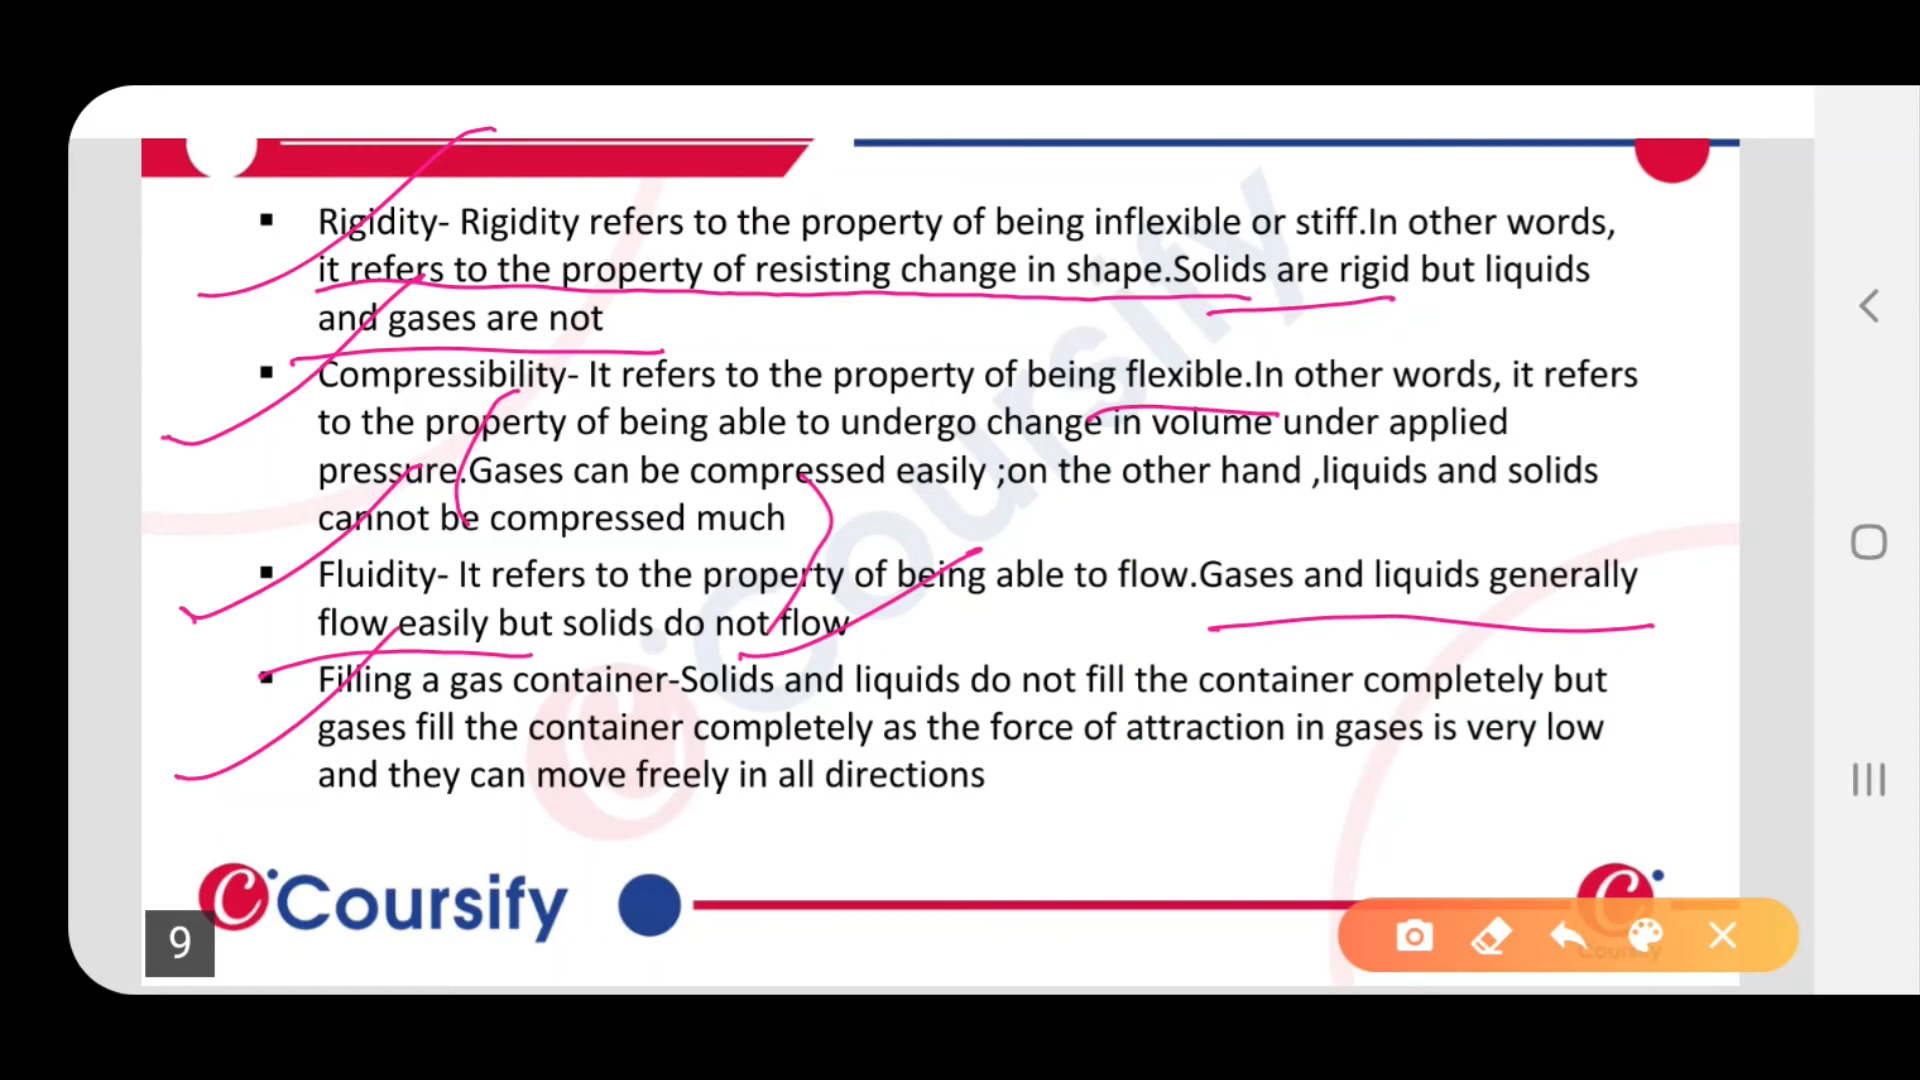 ▪ Rigidity- Rigidity refers to the property of being inflexible or stiff.In other words,
it refers to the property of resisting change in shape.Solids are rigid but liquids
and gases are not
▪ Compressibility- It refers to the property of being flexible.In other words, it refers
to the property of being able to undergo change in volume under applied
pressure.Gases can be compressed easily ;on the other hand ,liquids and solids
cannot be compressed much
▪ Fluidity- It refers to the property of being able to flow.Gases and liquids generally
flow easily but solids do not flow
▪ Filling a gas container-Solids and liquids do not fill the container completely but
gases fill the container completely as the force of attraction in gases is very low
and they can move freely in all directions
Coursify
Coursify
9
Coursify